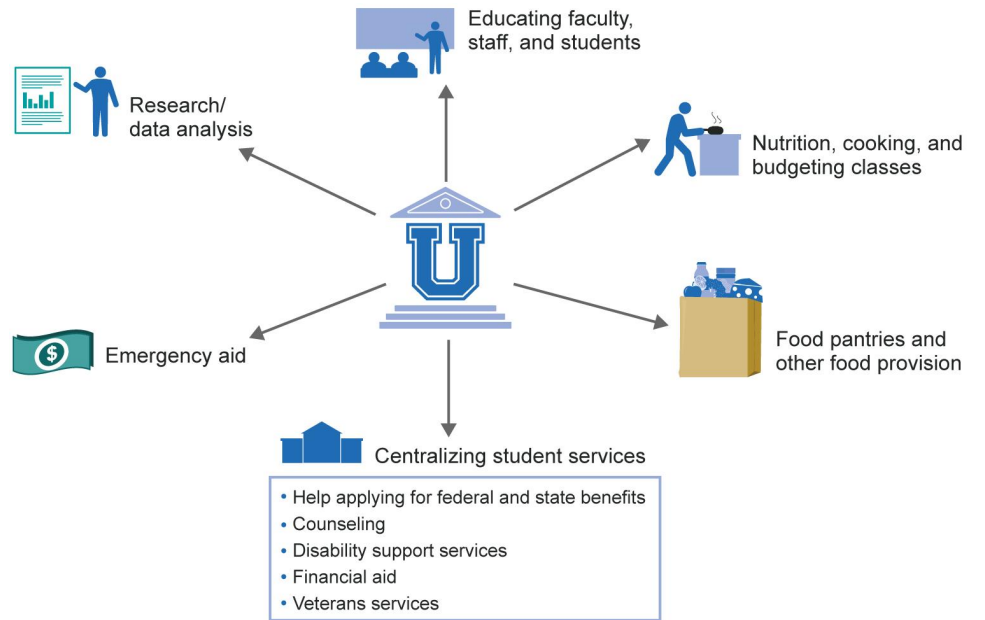 Educating faculty,
staff, and students
Research/
data analysis
Nutrition, cooking, and
budgeting classes
U
$
Emergency aid
Food pantries and
other food provision
Centralizing student services
• Help applying for federal and state benefits
• Counseling
• Disability support services
• Financial aid
• Veterans services